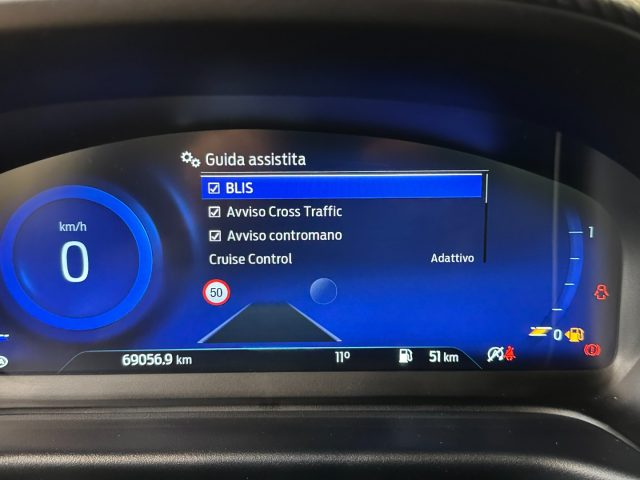 Guida assistita
BLIS
Avviso Cross Traffic
Avviso contromano
Cruise Control Adattivo
km/h
0
50
1
0
69056.9 km 11° 51 km